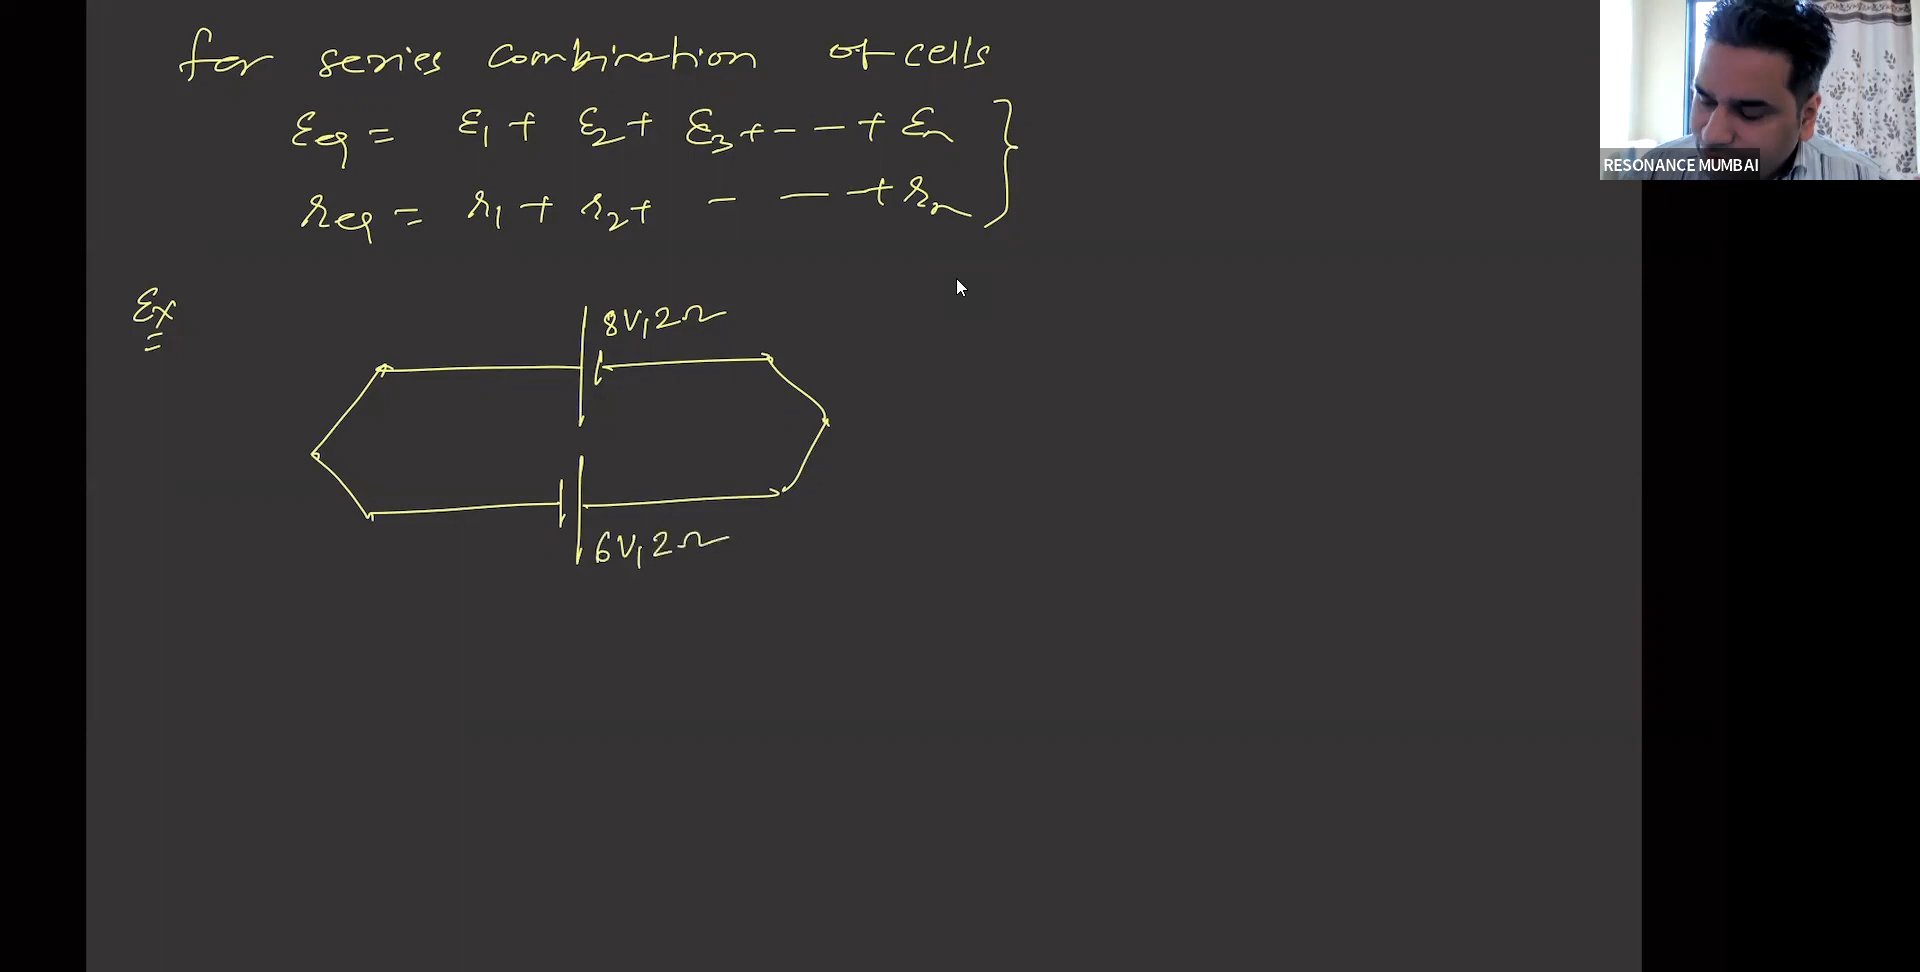 for series combination of cells
RESONANCE MUMBAI
εeq = ε1 + ε2 + ε3 + - - + εn
req = r1 + r2 + - - + rn
Ex
8V, 2Ω
6V, 2Ω